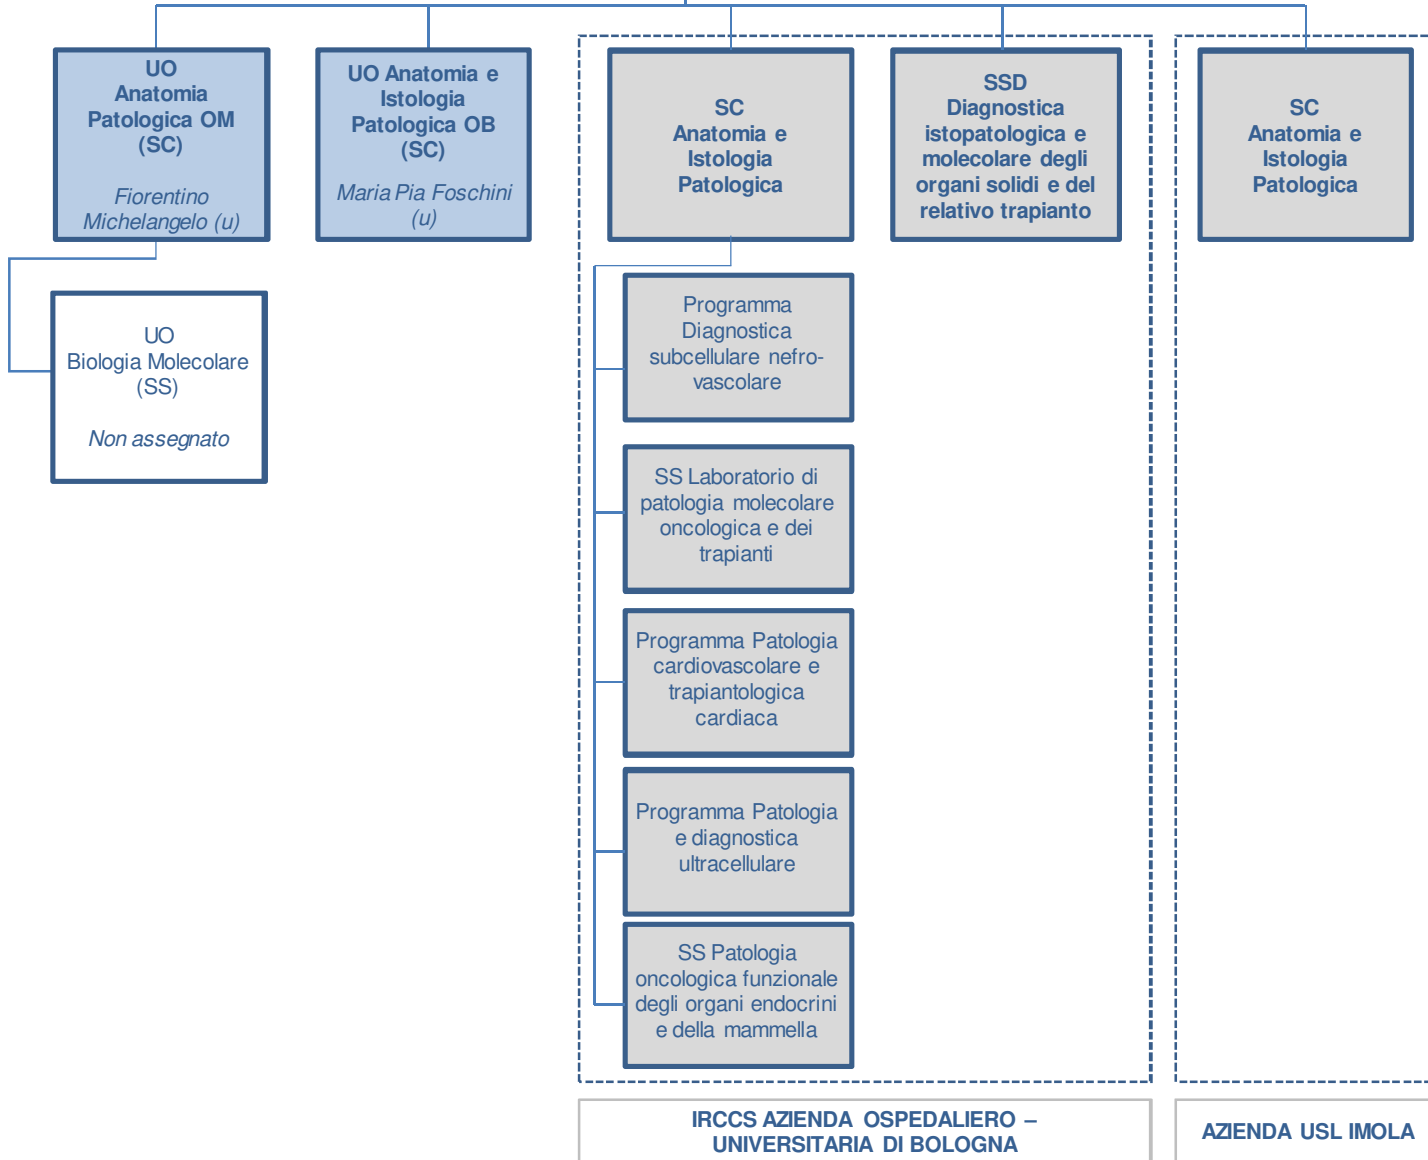 UO
Anatomia
Patologica OM
(SC)
Fiorentino
Michelangelo (u)
UO Anatomia e
Istologia
Patologica OB
(SC)
Maria Pia Foschini
(u)
SC
Anatomia e
Istologia
Patologica
SSD
Diagnostica
istopatologica e
molecolare degli
organi solidi e del
relativo trapianto
SC
Anatomia e
Istologia
Patologica
UO
Biologia Molecolare
(SS)
Non assegnato
Programma
Diagnostica
subcellulare nefro-
vascolare
SS Laboratorio di
patologia molecolare
oncologica e dei
trapianti
Programma Patologia
cardiovascolare e
trapiantologica
cardiaca
Programma Patologia
e diagnostica
ultracellulare
SS Patologia
oncologica funzionale
degli organi endocrini
e della mammella
IRCCS AZIENDA OSPEDALIERO –
UNIVERSITARIA DI BOLOGNA
AZIENDA USL IMOLA